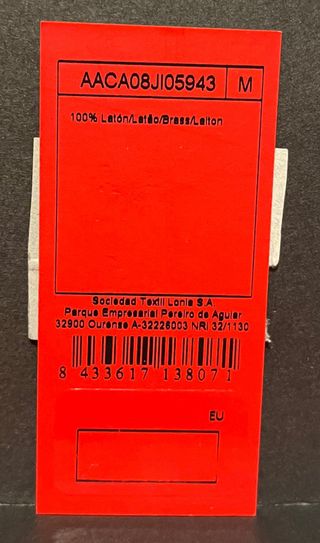 AACA08JI05943 M
100% Latón/Latão/Brass/Laiton
Sociedad Textil Lonia S.A
Parque Empresarial Pereiro de Aguiar
32900 Ourense A-32226003 NRI 32/1130
8 433617 138071
EU